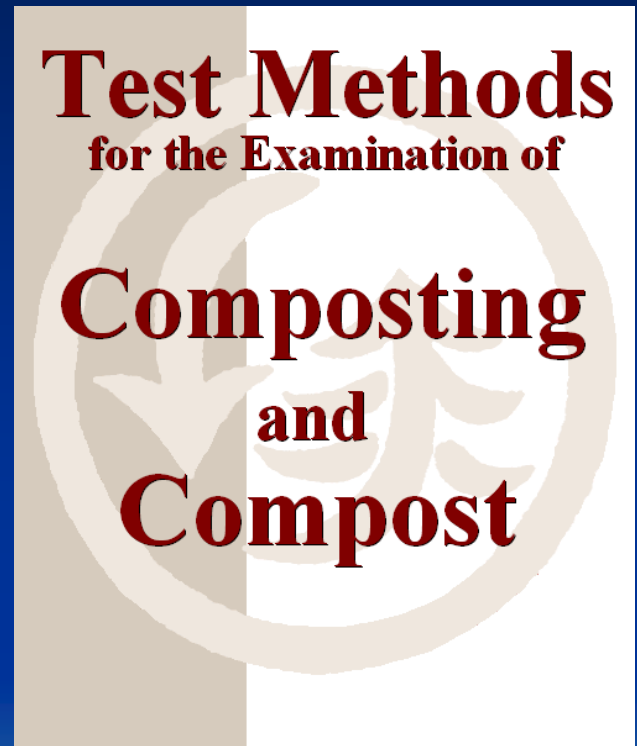 Test Methods
for the Examination of
Composting
and
Compost